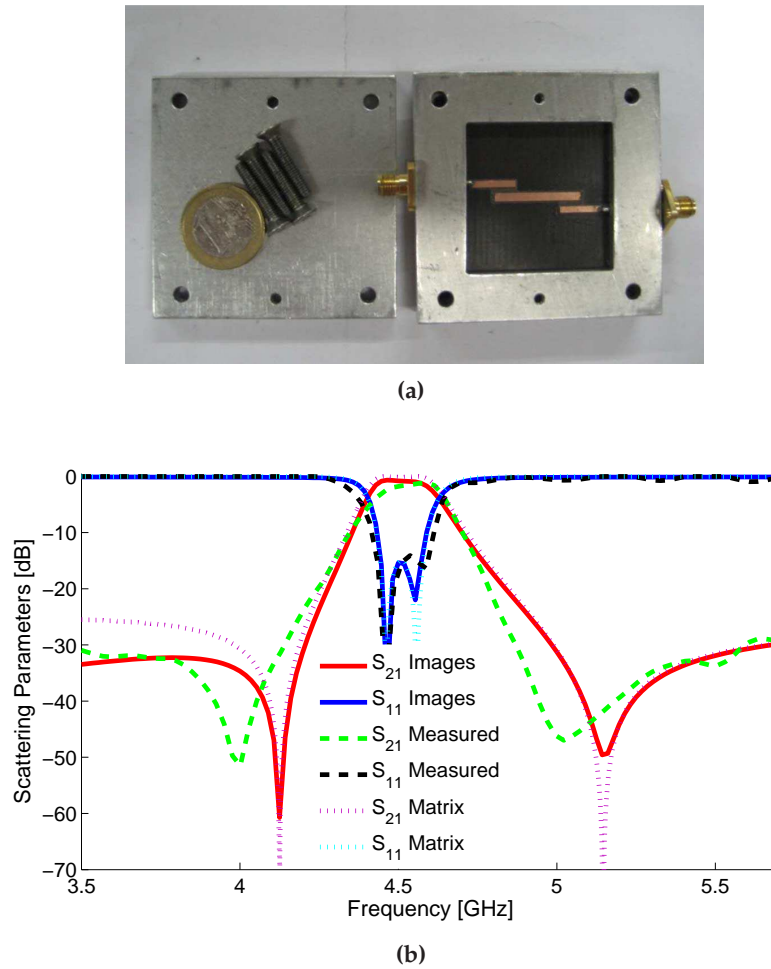 (a)
0
−10
−20
−30
−40
−50
−60
−70
Scattering Parameters [dB]
S21 Images
S11 Images
S21 Measured
S11 Measured
S21 Matrix
S11 Matrix
3.5 4 4.5 5 5.5
Frequency [GHz]
(b)